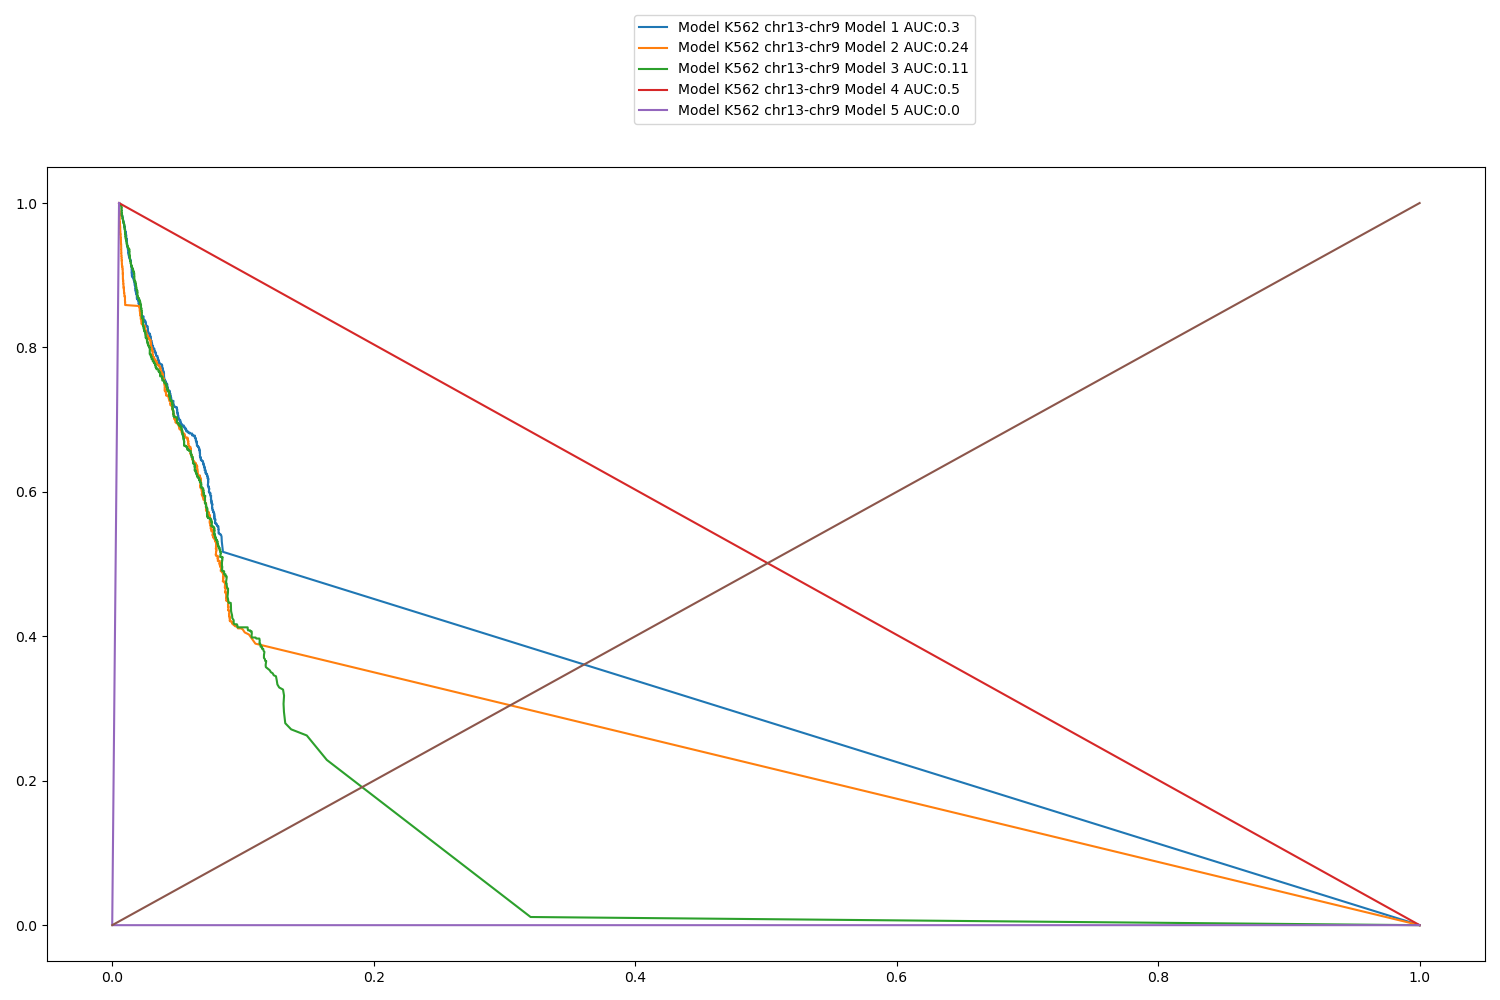 Model K562 chr13-chr9 Model 1 AUC:0.3
Model K562 chr13-chr9 Model 2 AUC:0.24
Model K562 chr13-chr9 Model 3 AUC:0.11
Model K562 chr13-chr9 Model 4 AUC:0.5
Model K562 chr13-chr9 Model 5 AUC:0.0
1.0
0.8
0.6
0.4
0.2
0.0
0.0 0.2 0.4 0.6 0.8 1.0